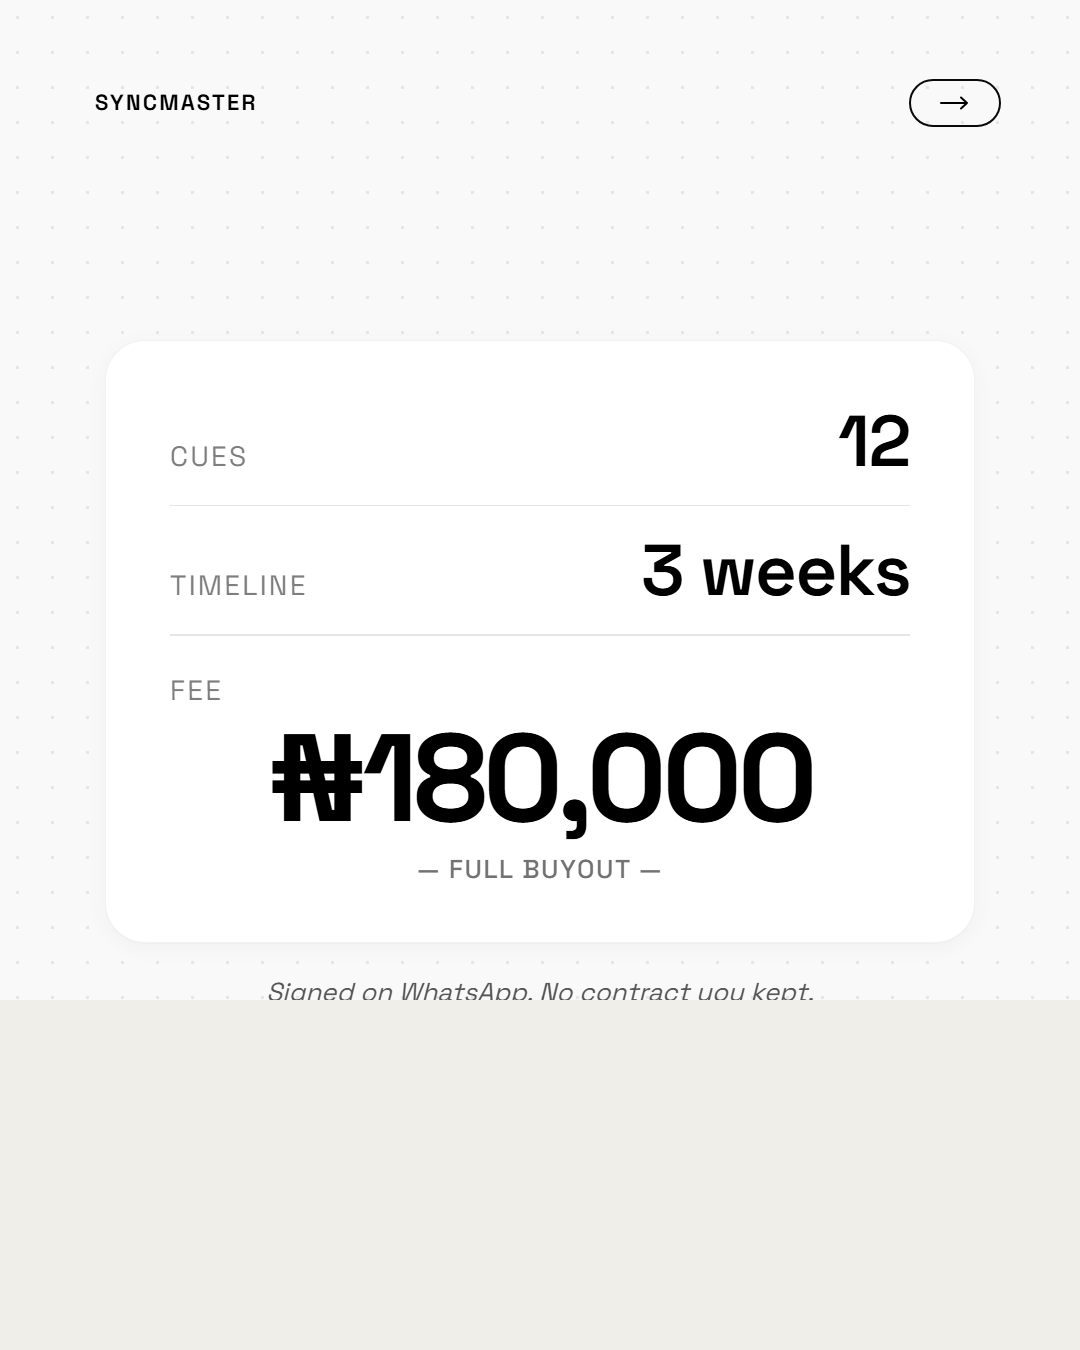 SYNCMASTER
CUES 12
TIMELINE 3 weeks
FEE
₦180,000
— FULL BUYOUT —
Signed on WhatsApp. No contract you kept.